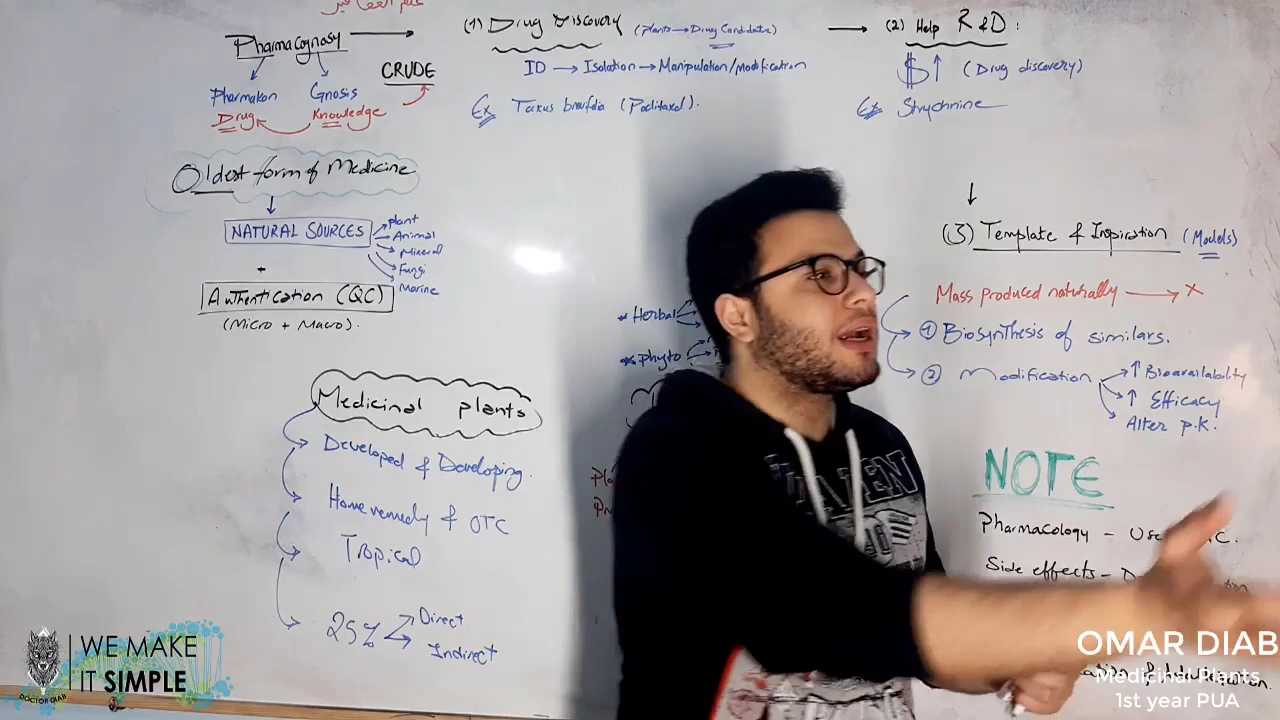 علم العقاقير
Pharmacognosy
Pharmakon Gnosis
Drug Knowledge
CRUDE
(1) Drug Discovery (Plants → Drug Candidate)
ID → Isolation → Manipulation/modification
Ex Taxus brevifolia (Paclitaxel).
(2) Help R&D:
$ ↑ (Drug discovery)
Ex Strychnine
Oldest form of Medicine
NATURAL SOURCES
plant
Animal
Mineral
Fungi
Marine
+
Authentication (QC)
(Micro + Macro).
Medicinal plants
Developed & Developing.
Home remedy & OTC
Tropical
25%
Direct
Indirect
* Herbal
* phyto
(3) Template & Inspiration (Models)
Mass produced naturally → x
① Biosynthesis of similars.
② Modification
↑ Bioavailability
↑ Efficacy
Alter p.K.
NOTE
Pharmacology -
Side effects -
WE MAKE
IT SIMPLE
DOCTOR DIAB
OMAR DIAB
Medicinal Plants
1st year PUA